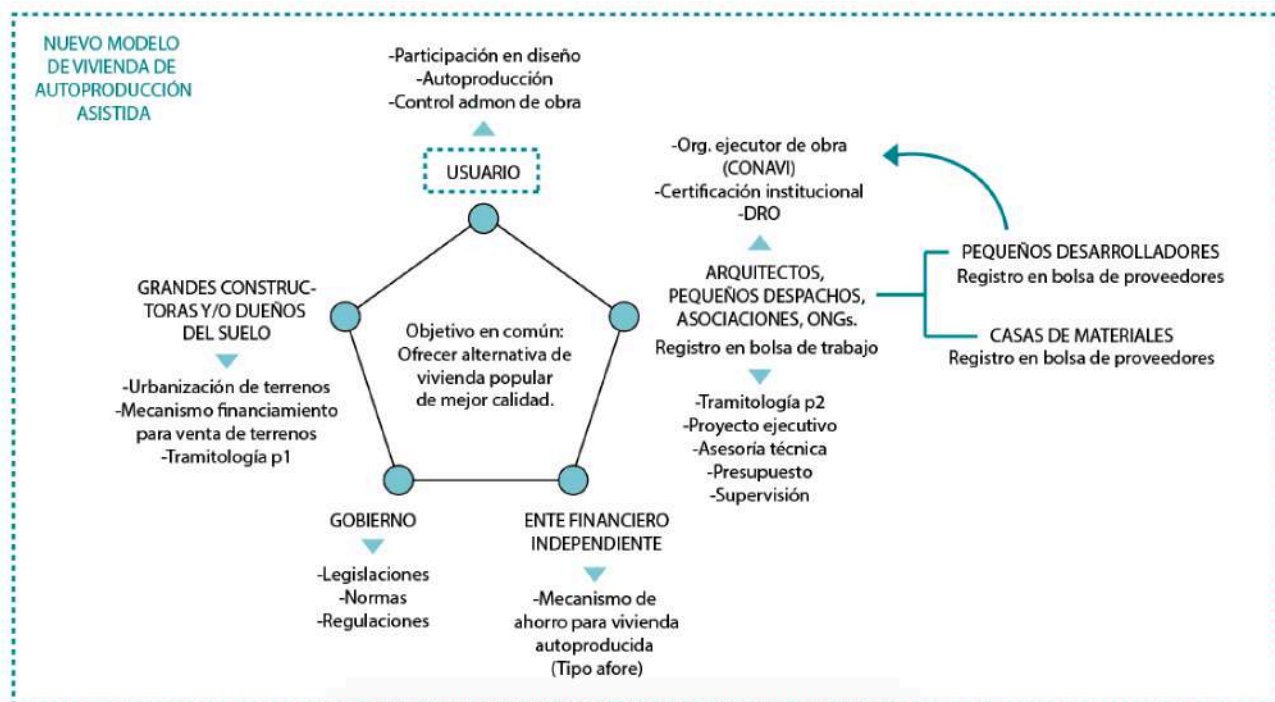 NUEVO MODELO
DE VIVIENDA DE
AUTOPRODUCCIÓN
ASISTIDA
-Participación en diseño
-Autoproducción
-Control admon de obra
USUARIO
-Org. ejecutor de obra
(CONAVI)
-Certificación institucional
-DRO
ARQUITECTOS,
PEQUEÑOS DESPACHOS,
ASOCIACIONES, ONGs.
Registro en bolsa de trabajo
-Tramitología p2
-Proyecto ejecutivo
-Asesoría técnica
-Presupuesto
-Supervisión
PEQUEÑOS DESARROLLADORES
Registro en bolsa de proveedores
CASAS DE MATERIALES
Registro en bolsa de proveedores
GRANDES CONSTRUC-
TORAS Y/O DUEÑOS
DEL SUELO
-Urbanización de terrenos
-Mecanismo financiamiento
para venta de terrenos
-Tramitología p1
Objetivo en común:
Ofrecer alternativa de
vivienda popular
de mejor calidad.
GOBIERNO
-Legislaciones
-Normas
-Regulaciones
ENTE FINANCIERO
INDEPENDIENTE
-Mecanismo de
ahorro para vivienda
autoproducida
(Tipo afore)